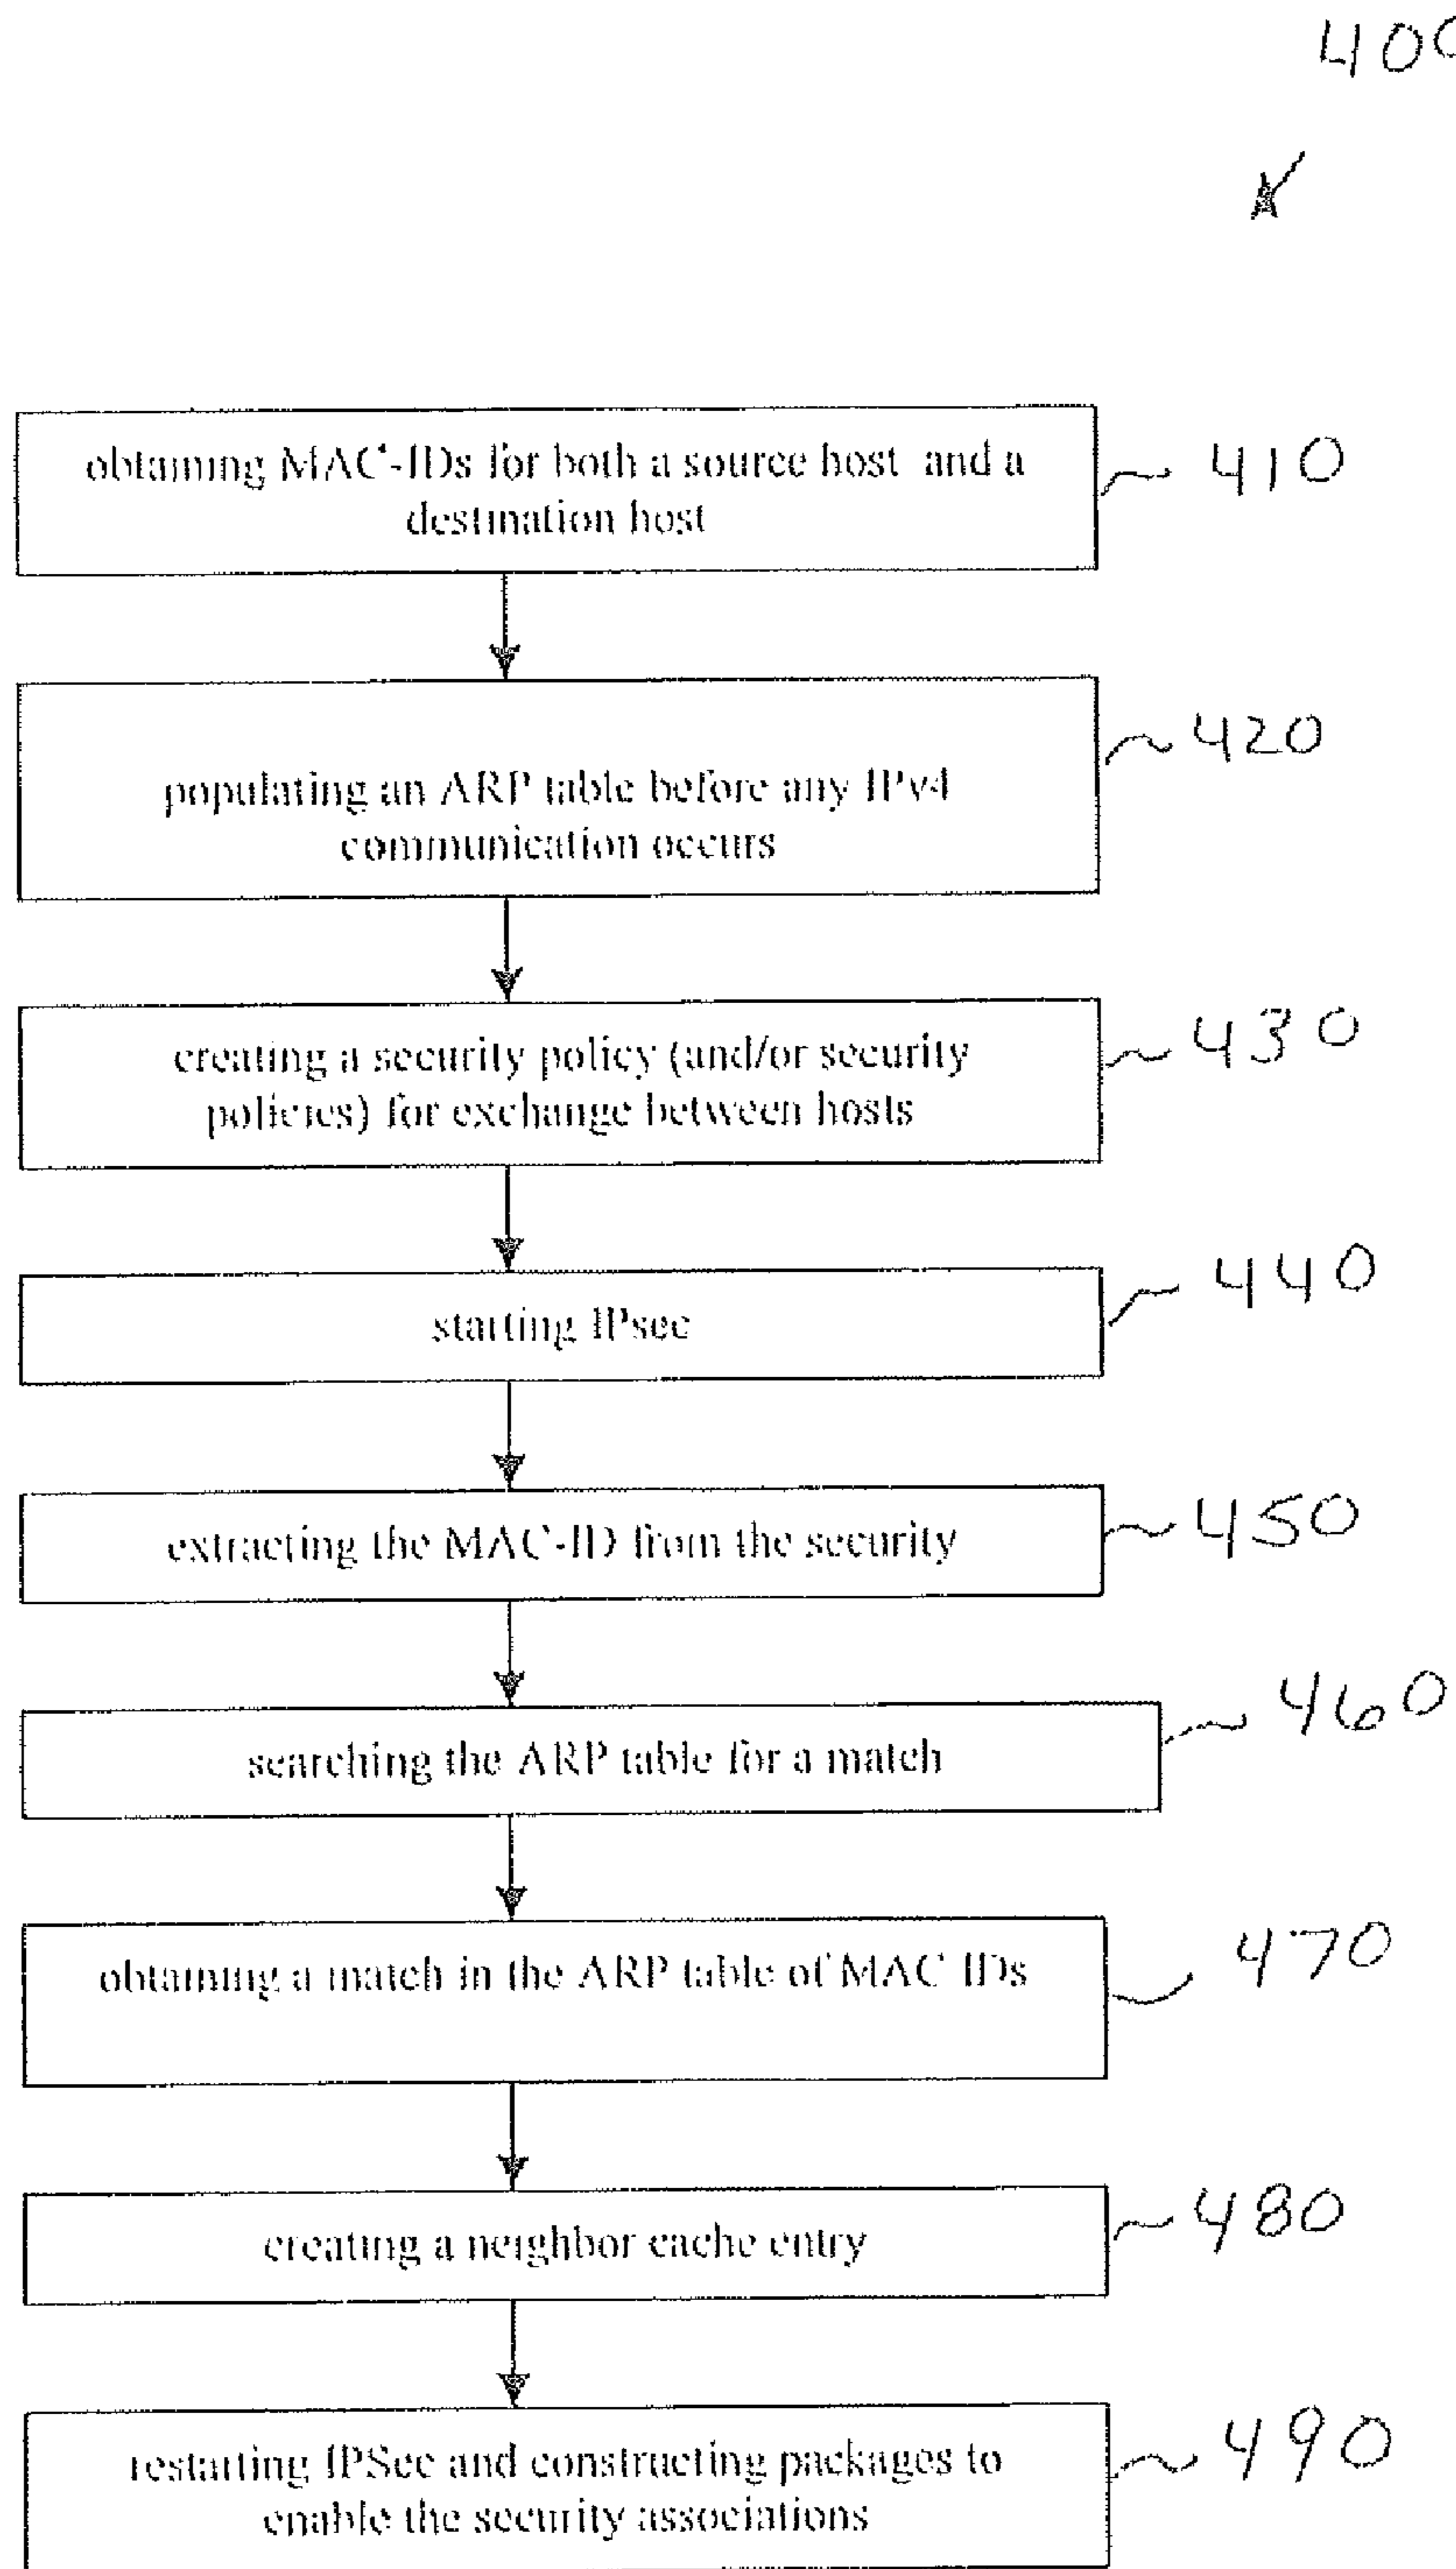 400
obtaining MAC-IDs for both a source host and a
destination host
410
populating an ARP table before any IPv4
communication occurs
420
creating a security policy (and/or security
policies) for exchange between hosts
430
starting IPsec
440
extracting the MAC-ID from the security
450
searching the ARP table for a match
460
obtaining a match in the ARP table of MAC IDs
470
creating a neighbor cache entry
480
restarting IPSec and constructing packages to
enable the security associations
490